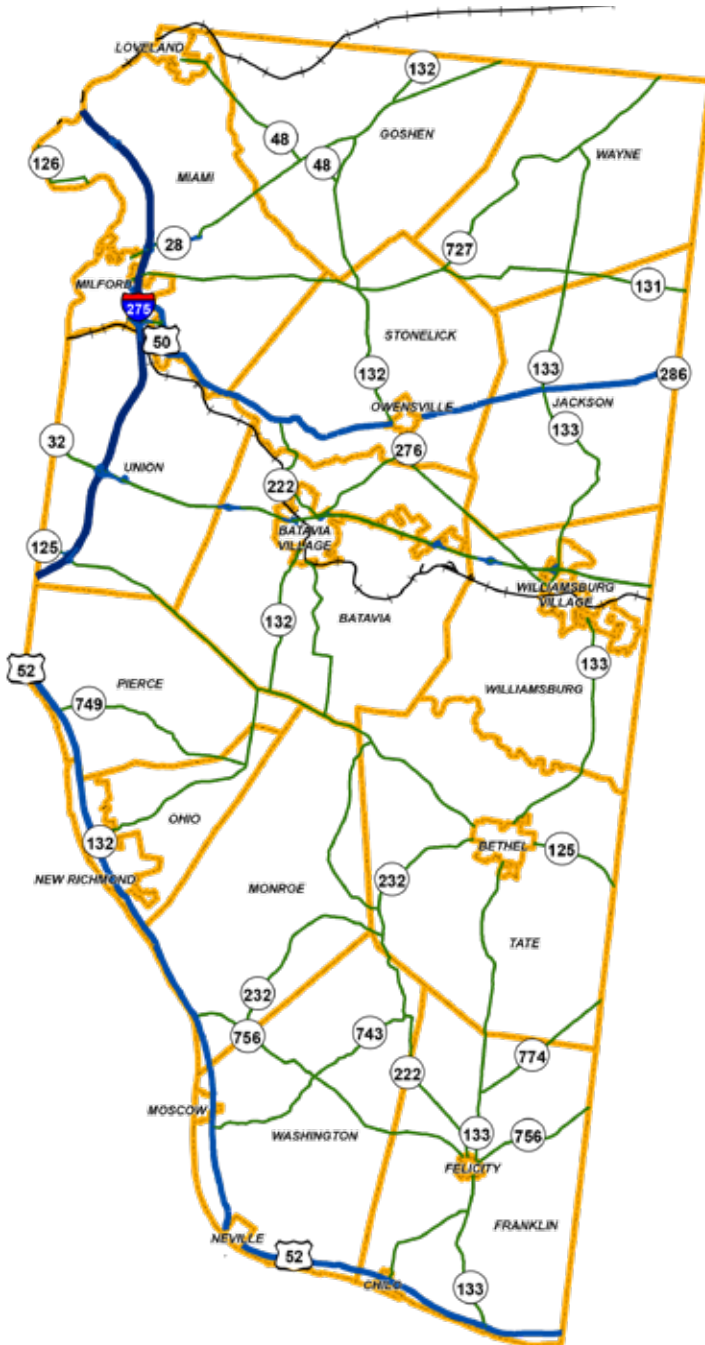 LOVELAND
132
48
GOSHEN
48
WAYNE
126
MIAMI
28
727
MILFORD
131
275
50
STONELICK
132
133
286
OWENSVILLE
JACKSON
133
32
276
UNION
222
125
BATAVIA
VILLAGE
WILLIAMSBURG
VILLAGE
132
BATAVIA
133
52
PIERCE
WILLIAMSBURG
749
OHIO
132
BETHEL
125
NEW RICHMOND
232
MONROE
TATE
232
756
743
774
222
MOSCOW
WASHINGTON
133
756
FELICITY
FRANKLIN
NEVILLE
52
CHILO
133